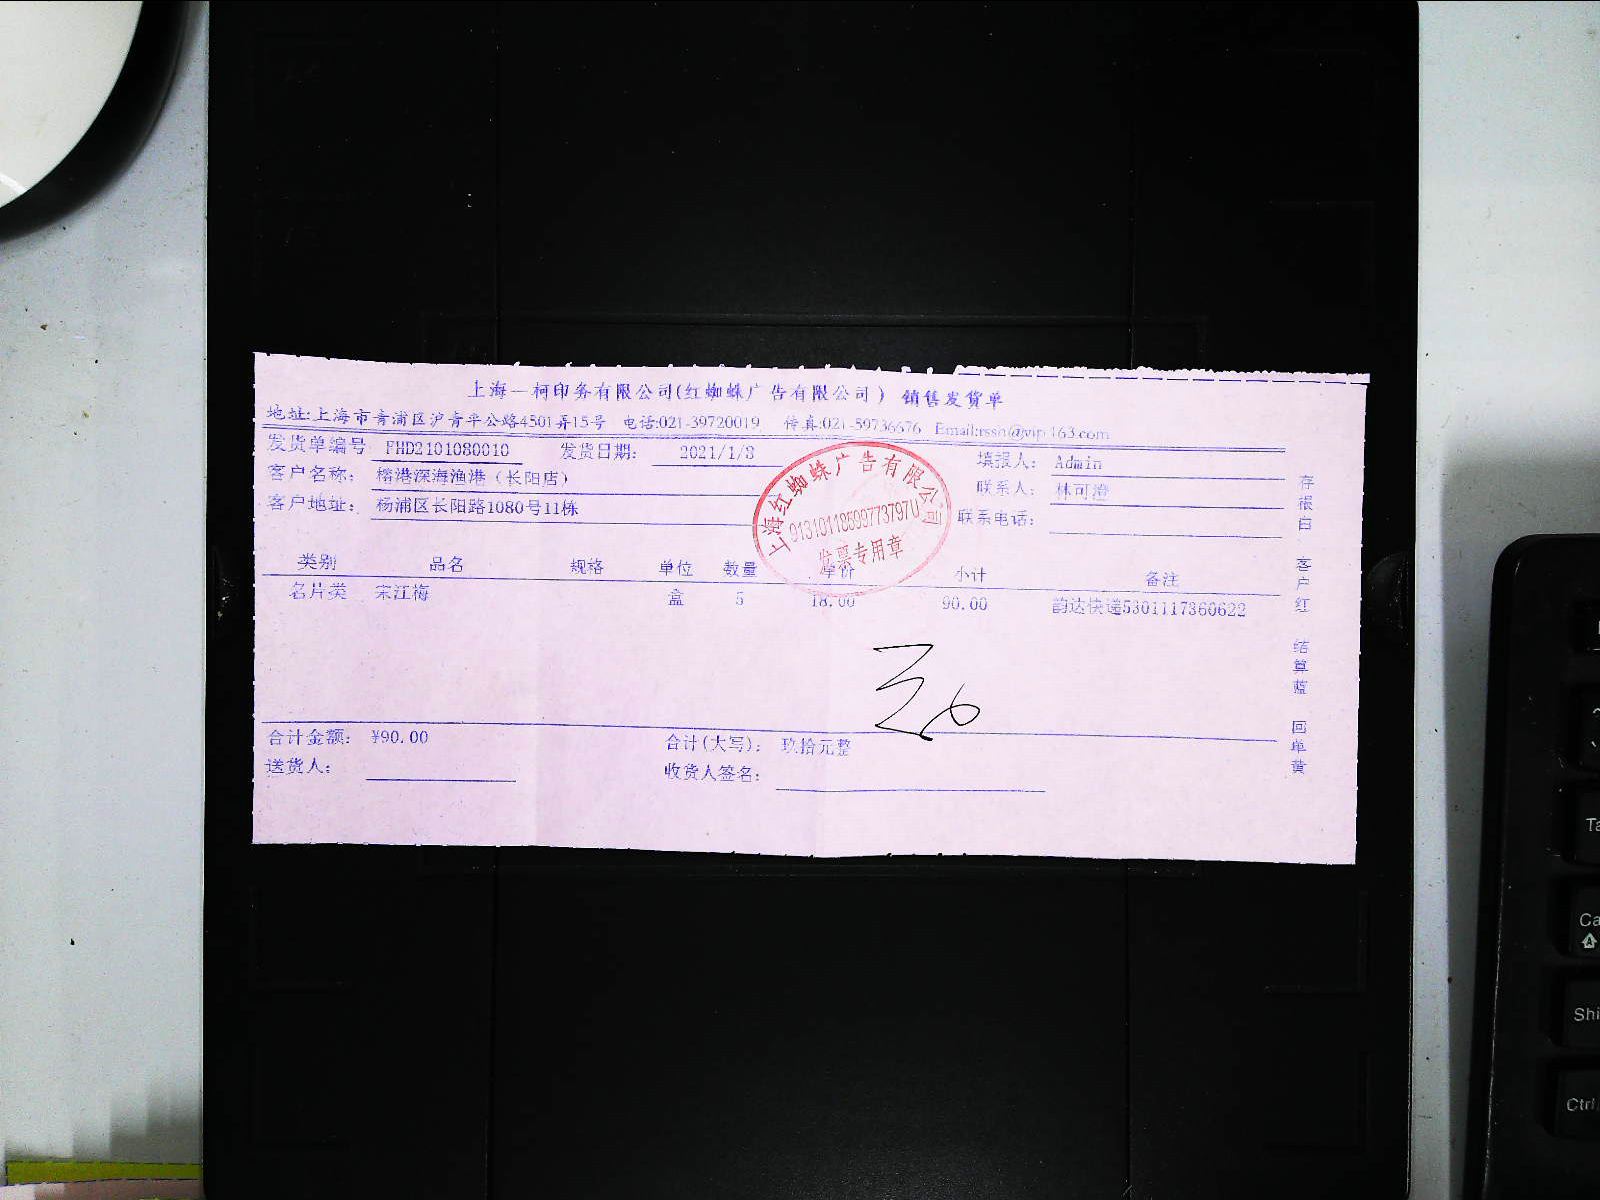 上海一柯印务有限公司(红蜘蛛广告有限公司) 销售发货单
地址:上海市青浦区沪青平公路4501弄15号 电话:021-39720019 传真:021-59736676 Email:rssn@vip.163.com
发货单编号: FHD2101080010 发货日期: 2021/1/8 填报人: Admin
客户名称: 榕港深海渔港（长阳店） 联系人: 林可澄
客户地址: 杨浦区长阳路1080号11栋 联系电话:
上海红蜘蛛广告有限公司
91310118599773797U
发票专用章
类别 品名 规格 单位 数量 单价 小计 备注
名片类 宋江梅 盒 5 18.00 90.00 韵达快递5301117360622
合计金额: ¥90.00 合计(大写): 玖拾元整
送货人: 收货人签名:
存根白 客户红 结算蓝 回单黄
Ctrl